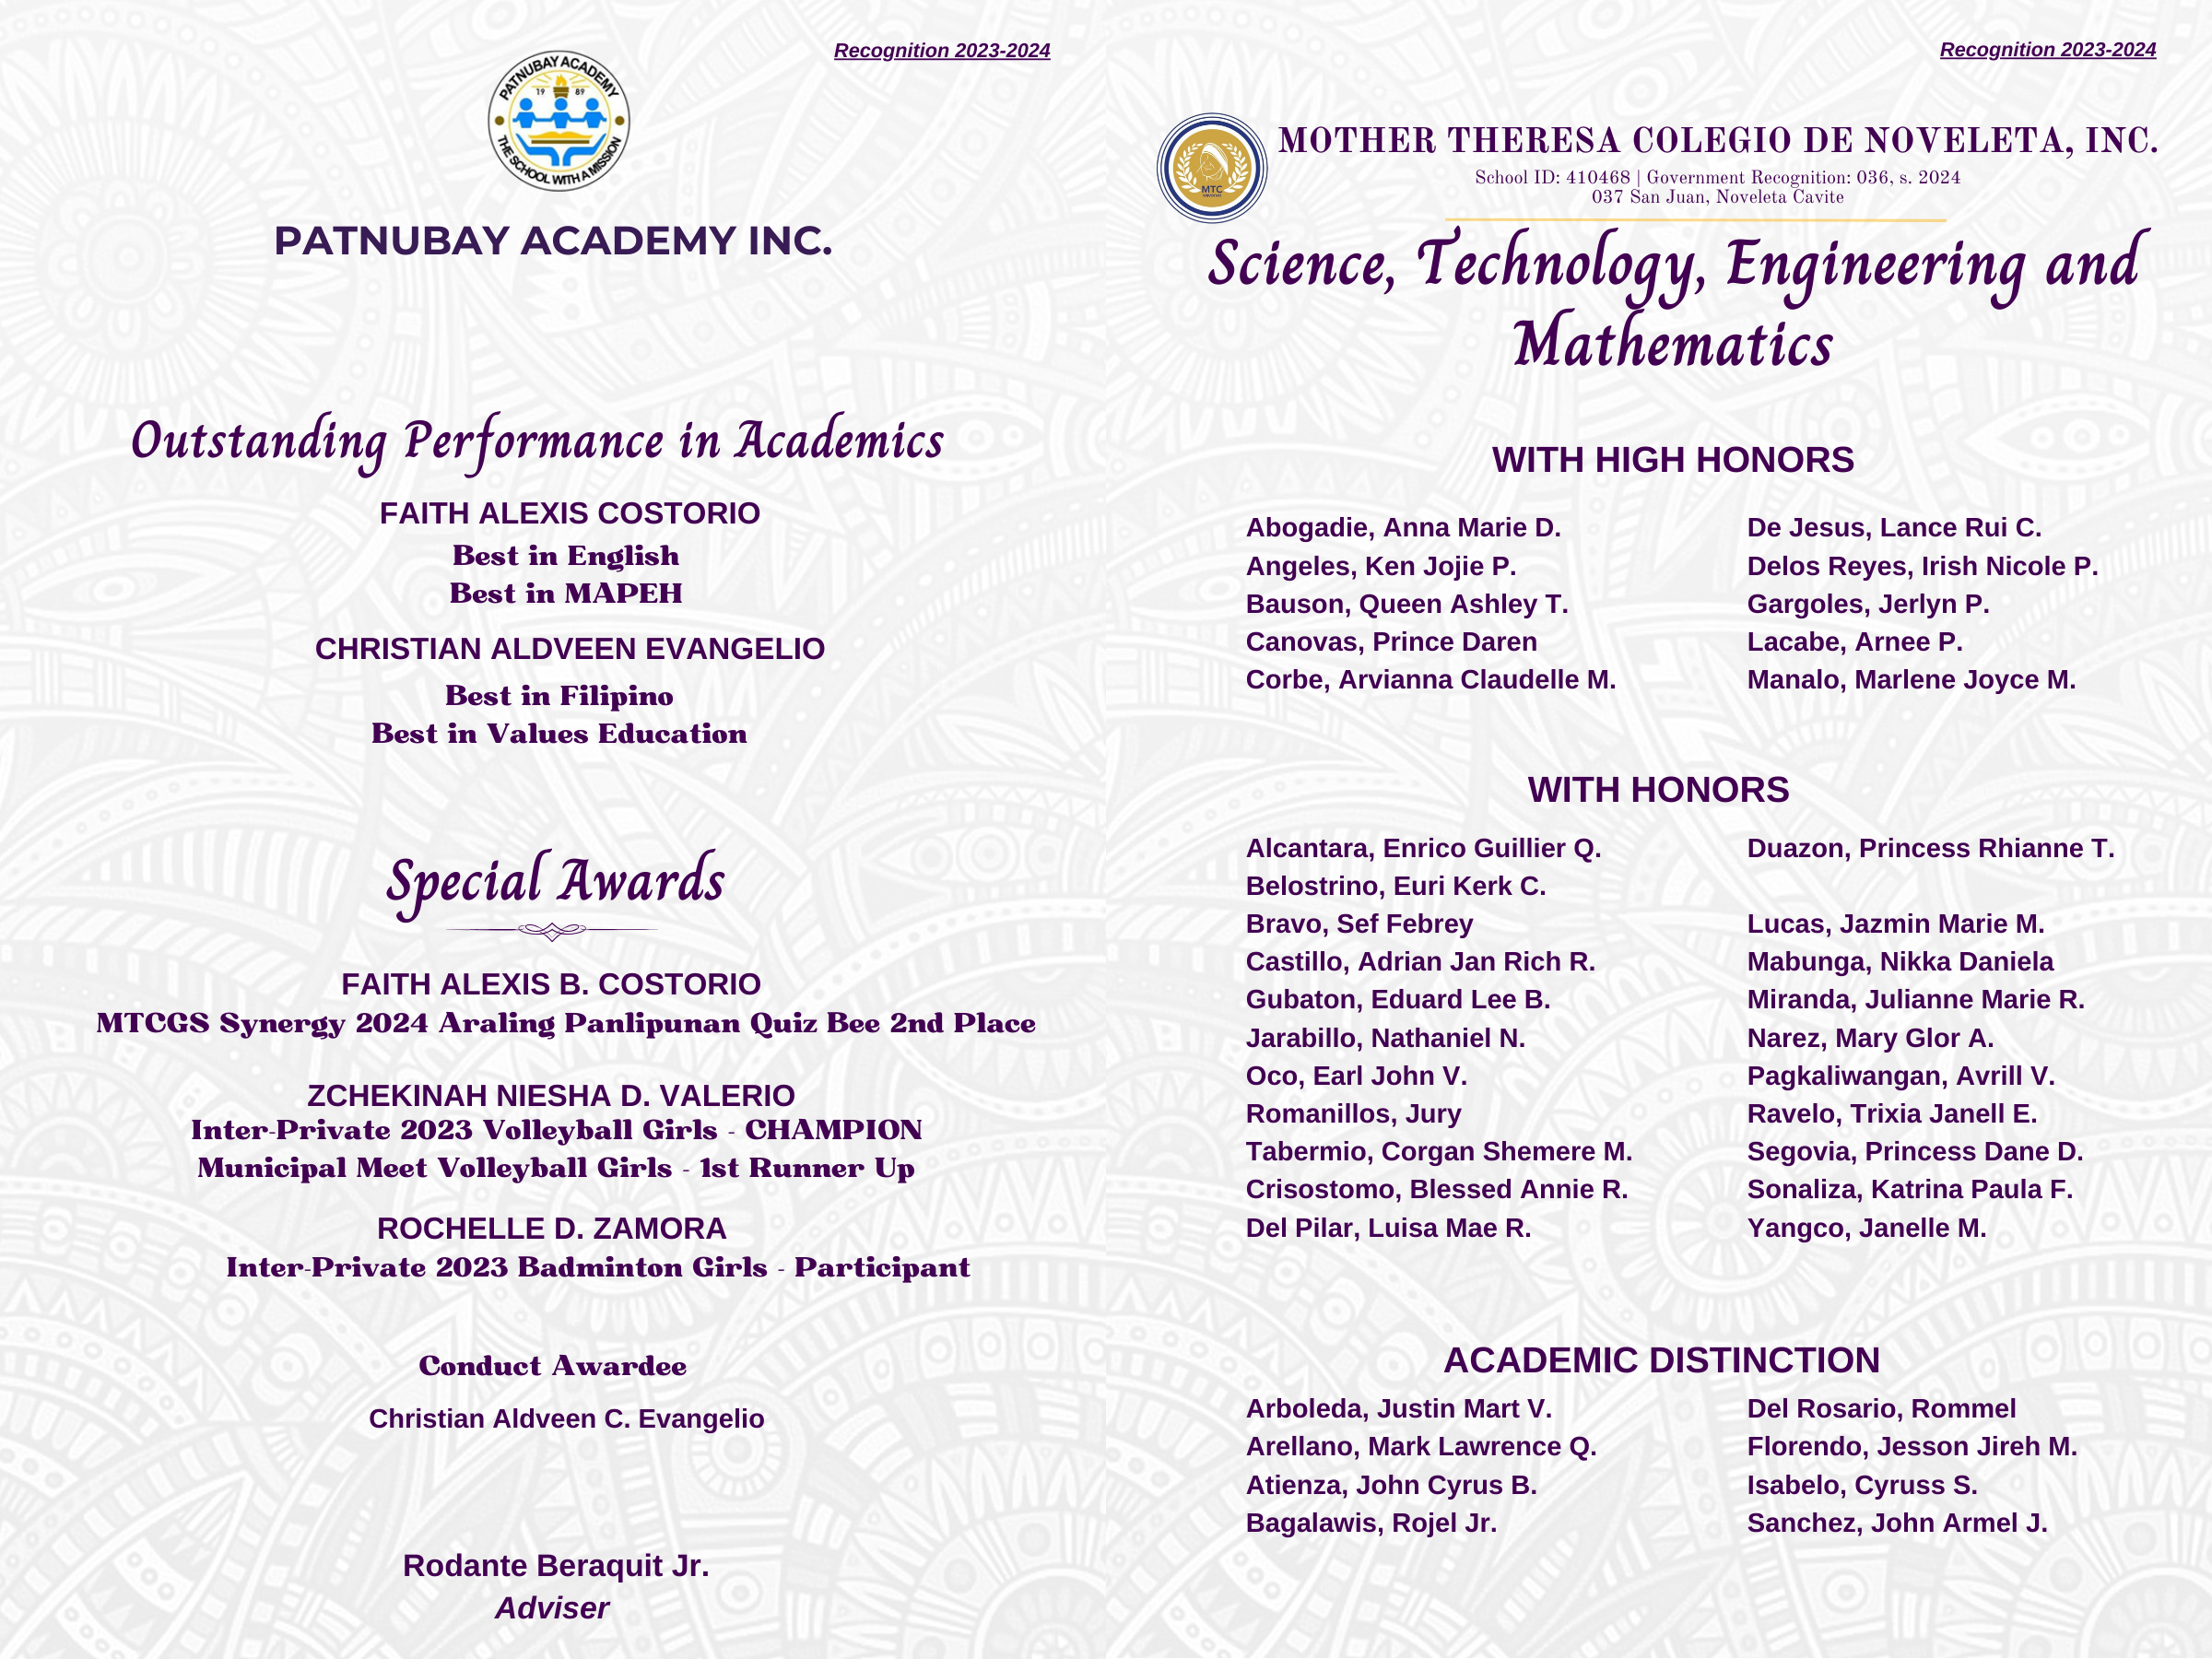 Recognition 2023-2024
PATNUBAY ACADEMY
19 89
THE SCHOOL WITH A MISSION
PATNUBAY ACADEMY INC.
Outstanding Performance in Academics
FAITH ALEXIS COSTORIO
Best in English
Best in MAPEH
CHRISTIAN ALDVEEN EVANGELIO
Best in Filipino
Best in Values Education
Special Awards
FAITH ALEXIS B. COSTORIO
MTCGS Synergy 2024 Araling Panlipunan Quiz Bee 2nd Place
ZCHEKINAH NIESHA D. VALERIO
Inter-Private 2023 Volleyball Girls - CHAMPION
Municipal Meet Volleyball Girls - 1st Runner Up
ROCHELLE D. ZAMORA
Inter-Private 2023 Badminton Girls - Participant
Conduct Awardee
Christian Aldveen C. Evangelio
Rodante Beraquit Jr.
Adviser
Recognition 2023-2024
MTC
MOTHER THERESA COLEGIO DE NOVELETA, INC.
School ID: 410468 | Government Recognition: 036, s. 2024
037 San Juan, Noveleta Cavite
Science, Technology, Engineering and
Mathematics
WITH HIGH HONORS
Abogadie, Anna Marie D.
Angeles, Ken Jojie P.
Bauson, Queen Ashley T.
Canovas, Prince Daren
Corbe, Arvianna Claudelle M.
De Jesus, Lance Rui C.
Delos Reyes, Irish Nicole P.
Gargoles, Jerlyn P.
Lacabe, Arnee P.
Manalo, Marlene Joyce M.
WITH HONORS
Alcantara, Enrico Guillier Q.
Belostrino, Euri Kerk C.
Bravo, Sef Febrey
Castillo, Adrian Jan Rich R.
Gubaton, Eduard Lee B.
Jarabillo, Nathaniel N.
Oco, Earl John V.
Romanillos, Jury
Tabermio, Corgan Shemere M.
Crisostomo, Blessed Annie R.
Del Pilar, Luisa Mae R.
Duazon, Princess Rhianne T.
Lucas, Jazmin Marie M.
Mabunga, Nikka Daniela
Miranda, Julianne Marie R.
Narez, Mary Glor A.
Pagkaliwangan, Avrill V.
Ravelo, Trixia Janell E.
Segovia, Princess Dane D.
Sonaliza, Katrina Paula F.
Yangco, Janelle M.
ACADEMIC DISTINCTION
Arboleda, Justin Mart V.
Arellano, Mark Lawrence Q.
Atienza, John Cyrus B.
Bagalawis, Rojel Jr.
Del Rosario, Rommel
Florendo, Jesson Jireh M.
Isabelo, Cyruss S.
Sanchez, John Armel J.